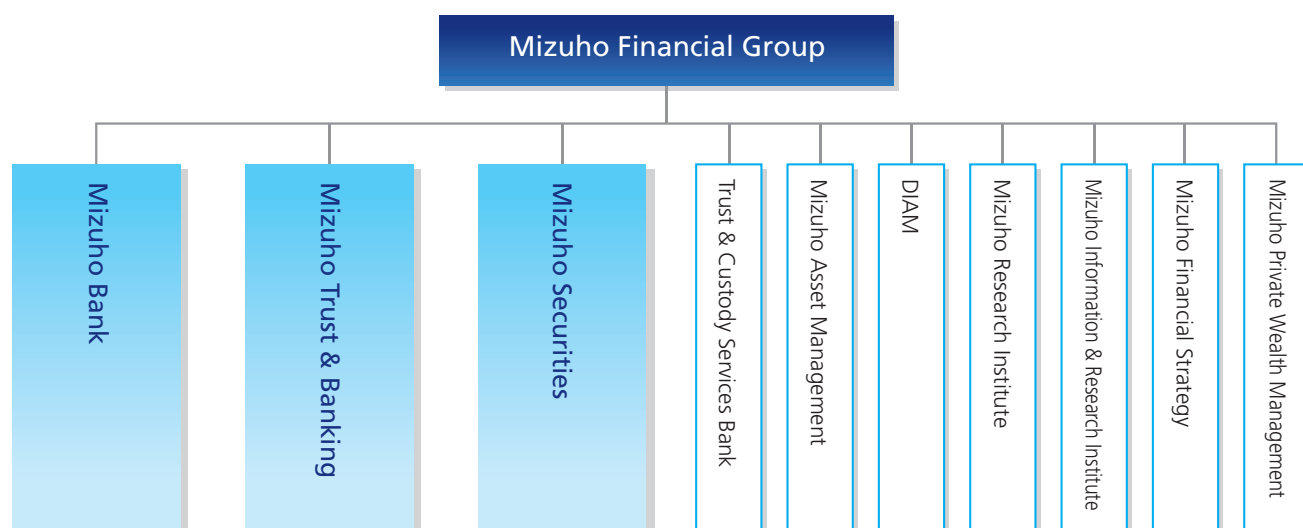 Mizuho Financial Group
Mizuho Bank
Mizuho Trust & Banking
Mizuho Securities
Trust & Custody Services Bank
Mizuho Asset Management
DIAM
Mizuho Research Institute
Mizuho Information & Research Institute
Mizuho Financial Strategy
Mizuho Private Wealth Management